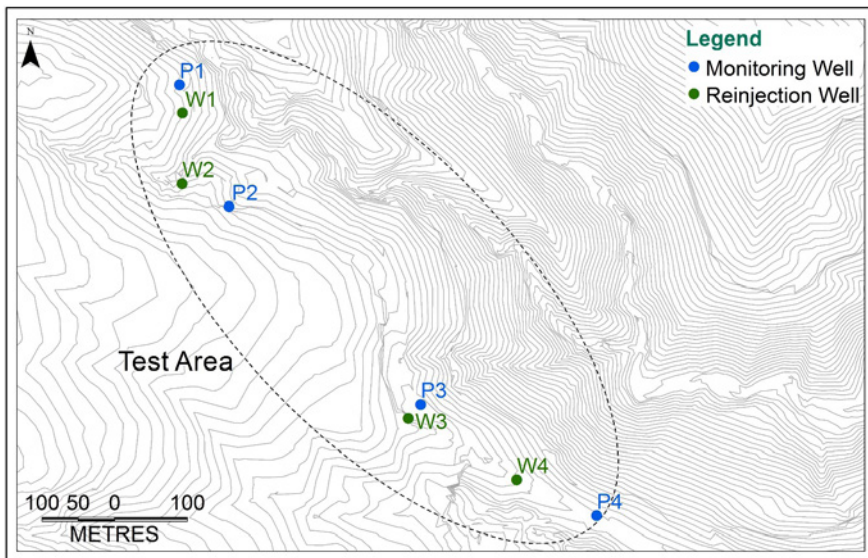 N
Legend
Monitoring Well
Reinjection Well
P1
W1
W2
P2
Test Area
P3
W3
W4
P4
100 50 0 100
METRES